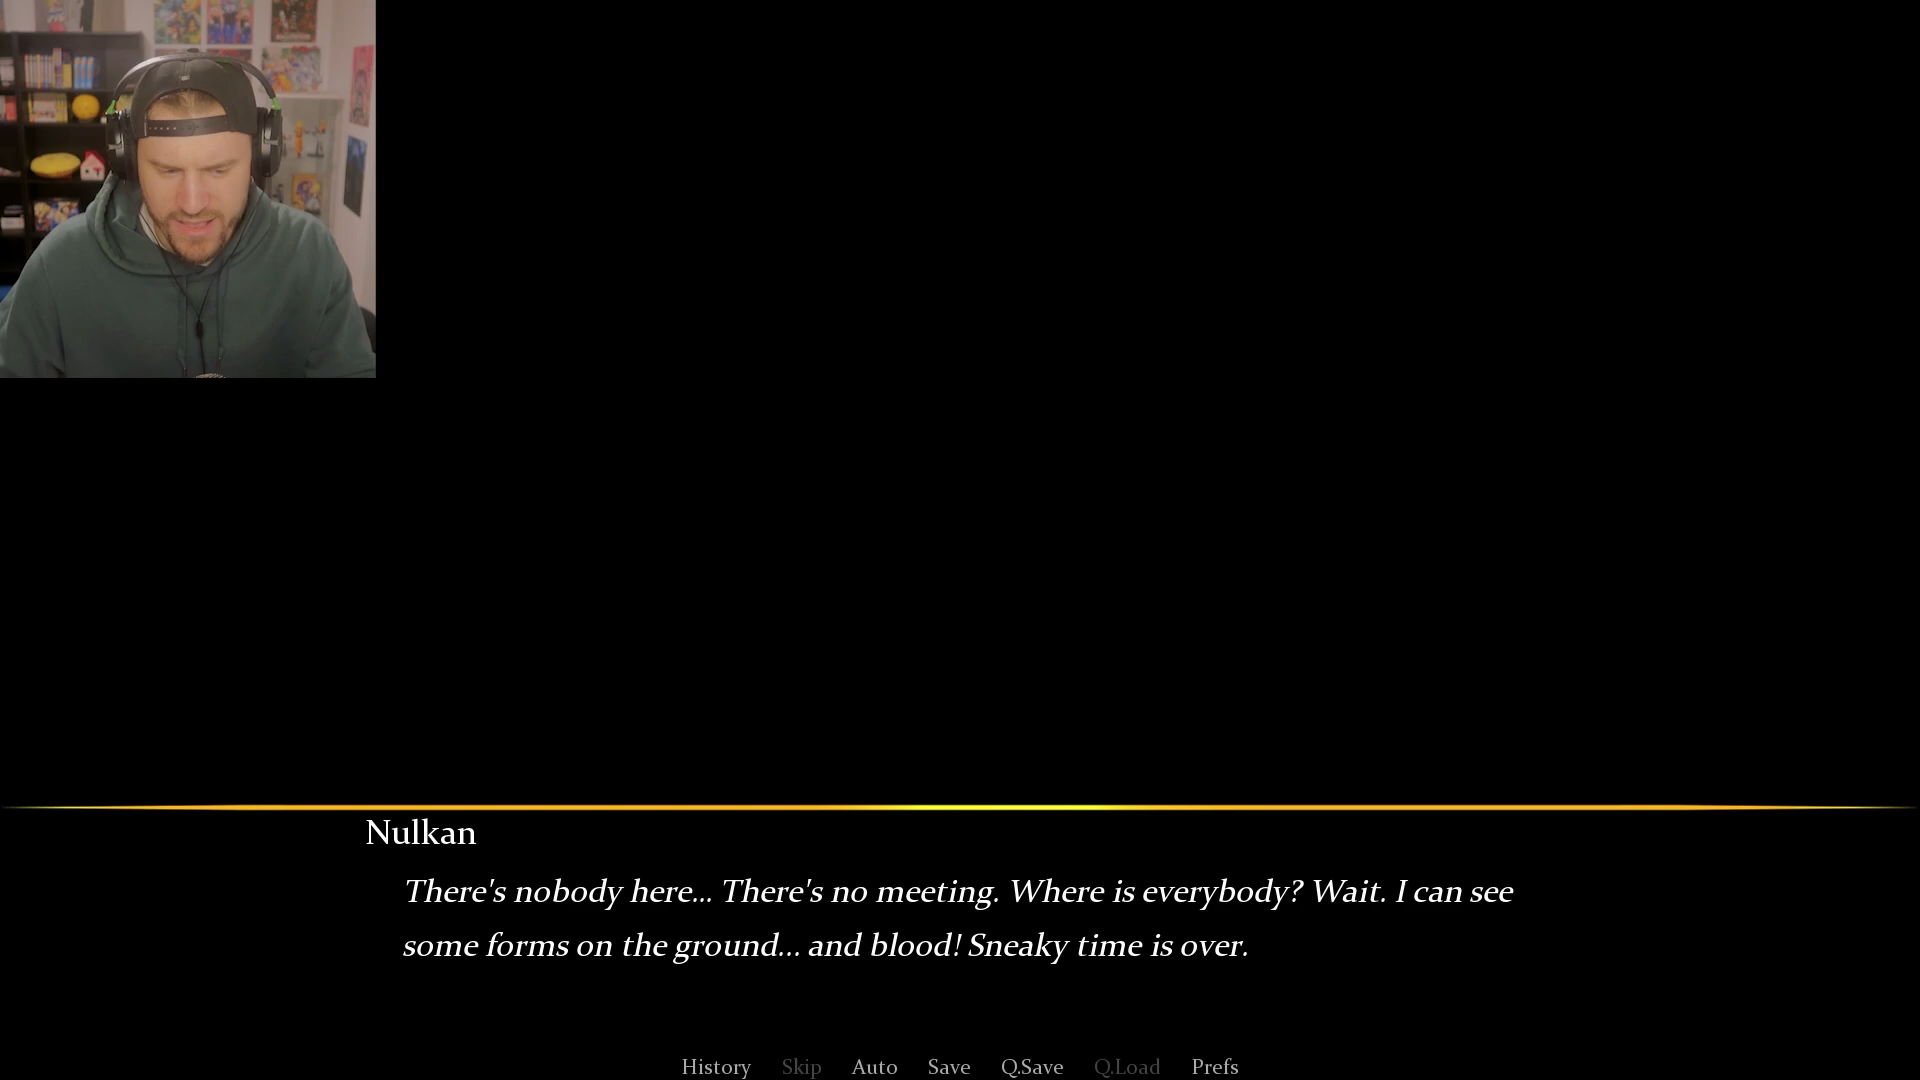 Nulkan
There's nobody here... There's no meeting. Where is everybody? Wait. I can see
some forms on the ground... and blood! Sneaky time is over.
History Skip Auto Save Q.Save Q.Load Prefs